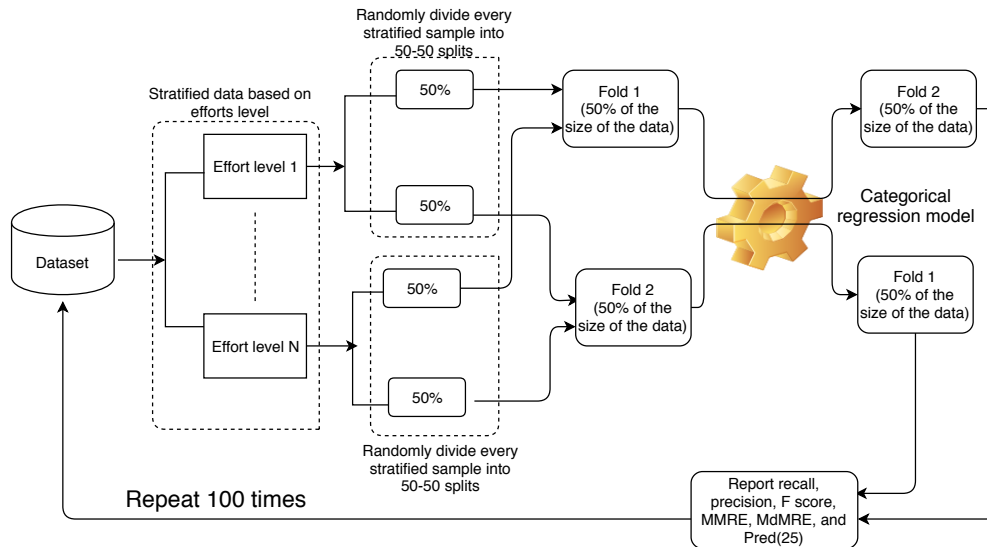 Randomly divide every
stratified sample into
50-50 splits
Stratified data based on
efforts level
50%
Fold 1
(50% of the
size of the data)
Fold 2
(50% of the
size of the data)
Effort level 1
50%
Categorical
regression model
Dataset
50%
Fold 2
(50% of the
size of the data)
Fold 1
(50% of the
size of the data)
Effort level N
50%
Randomly divide every
stratified sample into
50-50 splits
Repeat 100 times
Report recall,
precision, F score,
MMRE, MdMRE, and
Pred(25)